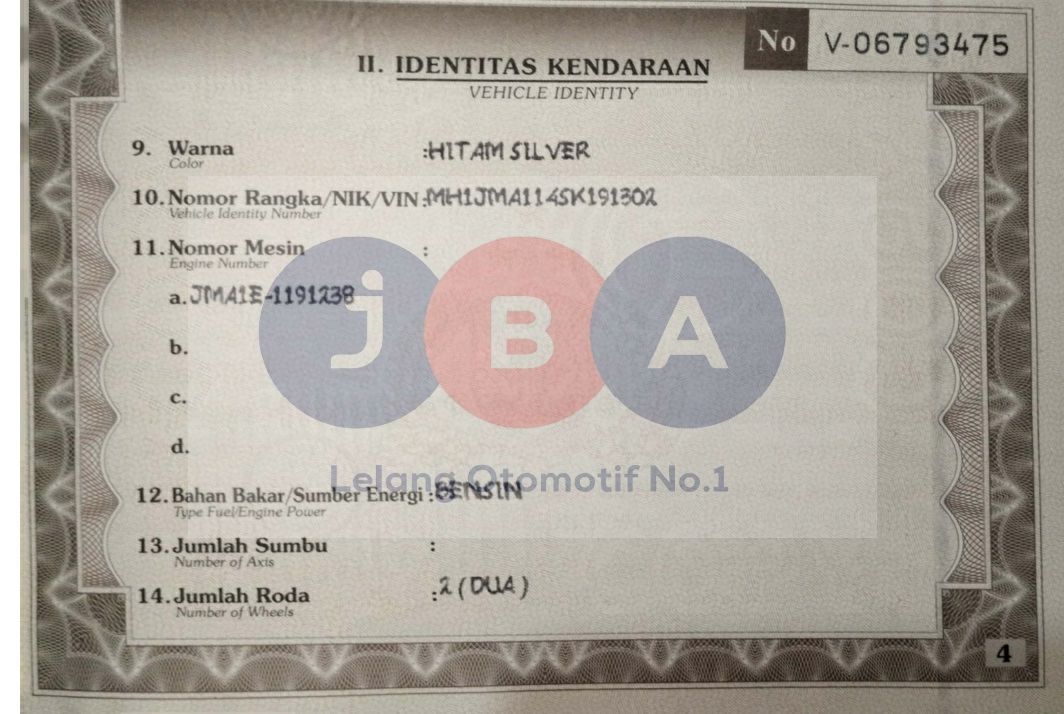 No V-06793475
II. IDENTITAS KENDARAAN
VEHICLE IDENTITY
9. Warna :HITAM SILVER
Color
10. Nomor Rangka/NIK/VIN :MH1JMA114SK191302
Vehicle Identity Number
11. Nomor Mesin :
Engine Number
a. JMA1E-1191238
b.
c.
d.
jBA
Lelang Otomotif No.1
12. Bahan Bakar/Sumber Energi :BENSIN
Type Fuel/Engine Power
13. Jumlah Sumbu :
Number of Axis
14. Jumlah Roda :2 (DUA)
Number of Wheels
4